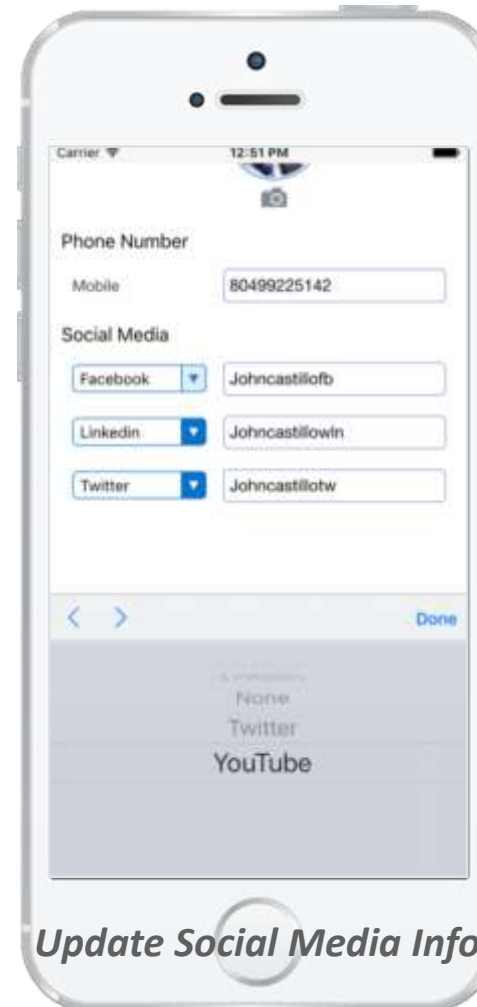 Carrier 12:51 PM
Phone Number
Mobile 80499225142
Social Media
Facebook Johncastillofb
Linkedin Johncastillowln
Twitter Johncastillotw
< > Done
None
Twitter
YouTube
Update Social Media Info